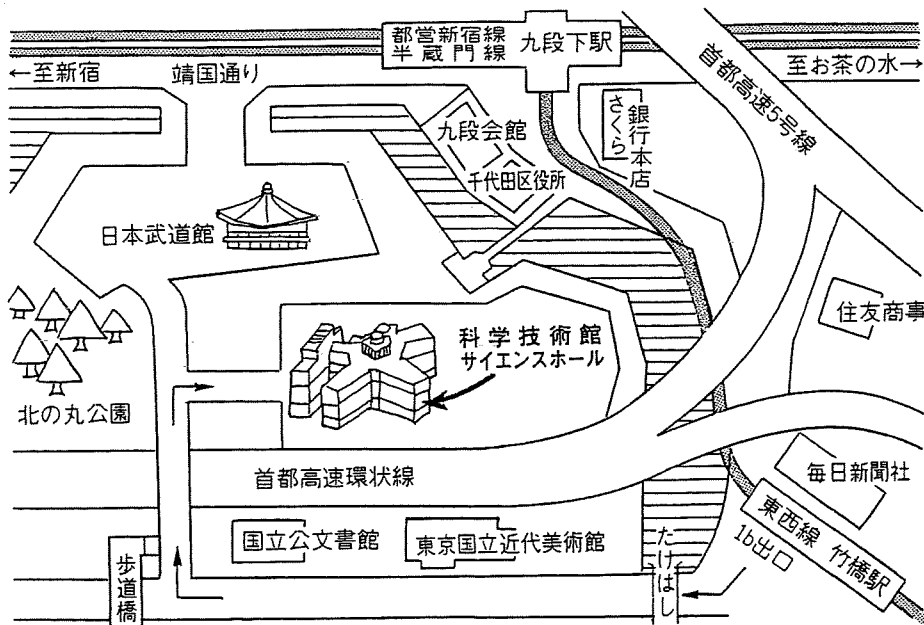 都営新宿線
半蔵門線
九段下駅
←至新宿
靖国通り
首都高速5号線
至お茶の水→
九段会館
さくら
銀行本店
千代田区役所
日本武道館
住友商事
科学技術館
サイエンスホール
北の丸公園
首都高速環状線
毎日新聞社
国立公文書館
東京国立近代美術館
東西線 竹橋駅
1b出口
たけばし
歩道橋